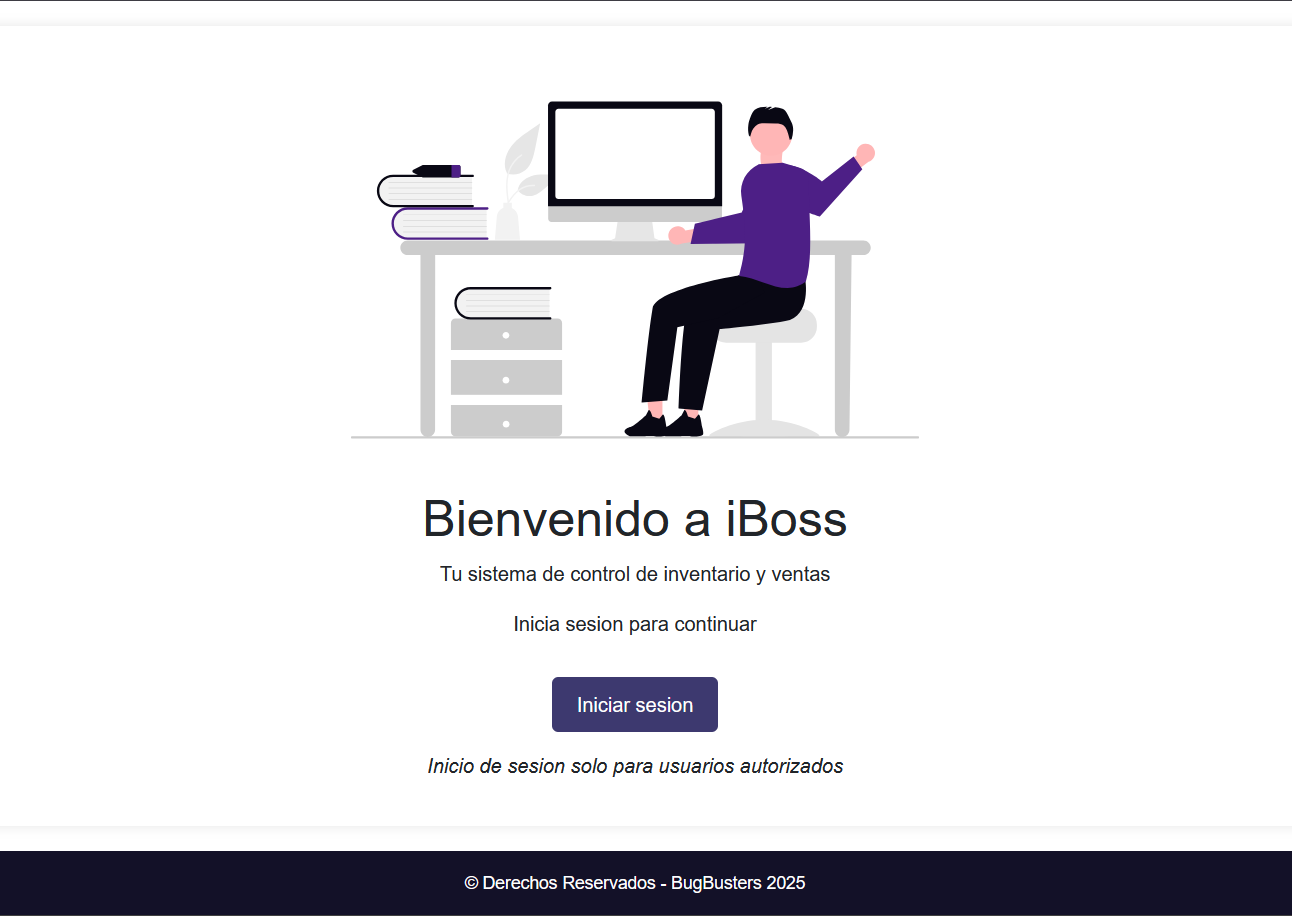 Bienvenido a iBoss
Tu sistema de control de inventario y ventas
Inicia sesion para continuar
Iniciar sesion
Inicio de sesion solo para usuarios autorizados
© Derechos Reservados - BugBusters 2025